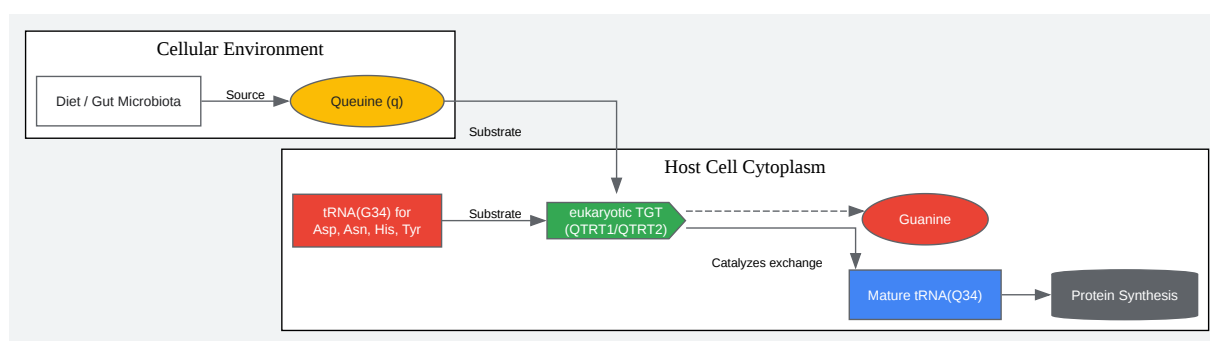 Cellular Environment
Diet / Gut Microbiota
Source
Queuine (q)
Substrate
Host Cell Cytoplasm
tRNA(G34) for
Asp, Asn, His, Tyr
Substrate
eukaryotic TGT
(QTRT1/QTRT2)
Guanine
Catalyzes exchange
Mature tRNA(Q34)
Protein Synthesis